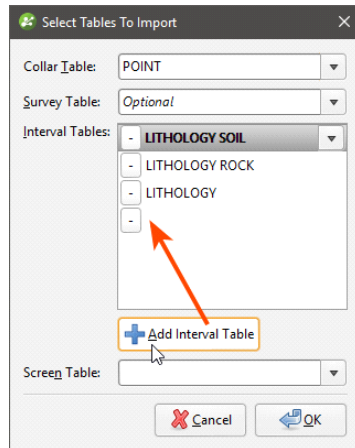 Select Tables To Import
Collar Table: POINT
Survey Table: Optional
Interval Tables: - LITHOLOGY SOIL
- LITHOLOGY ROCK
- LITHOLOGY
-
Add Interval Table
Screen Table:
Cancel OK